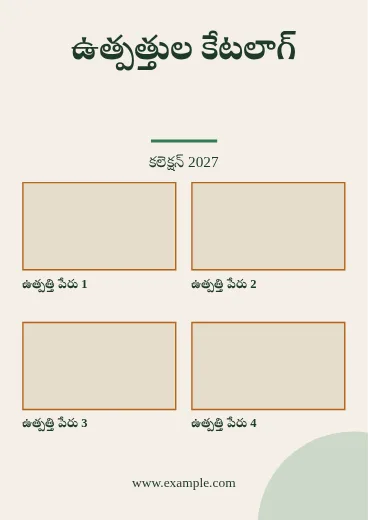 ఉత్పత్తుల కేటలాగ్
కలెక్షన్ 2027
ఉత్పత్తి పేరు 1
ఉత్పత్తి పేరు 2
ఉత్పత్తి పేరు 3
ఉత్పత్తి పేరు 4
www.example.com